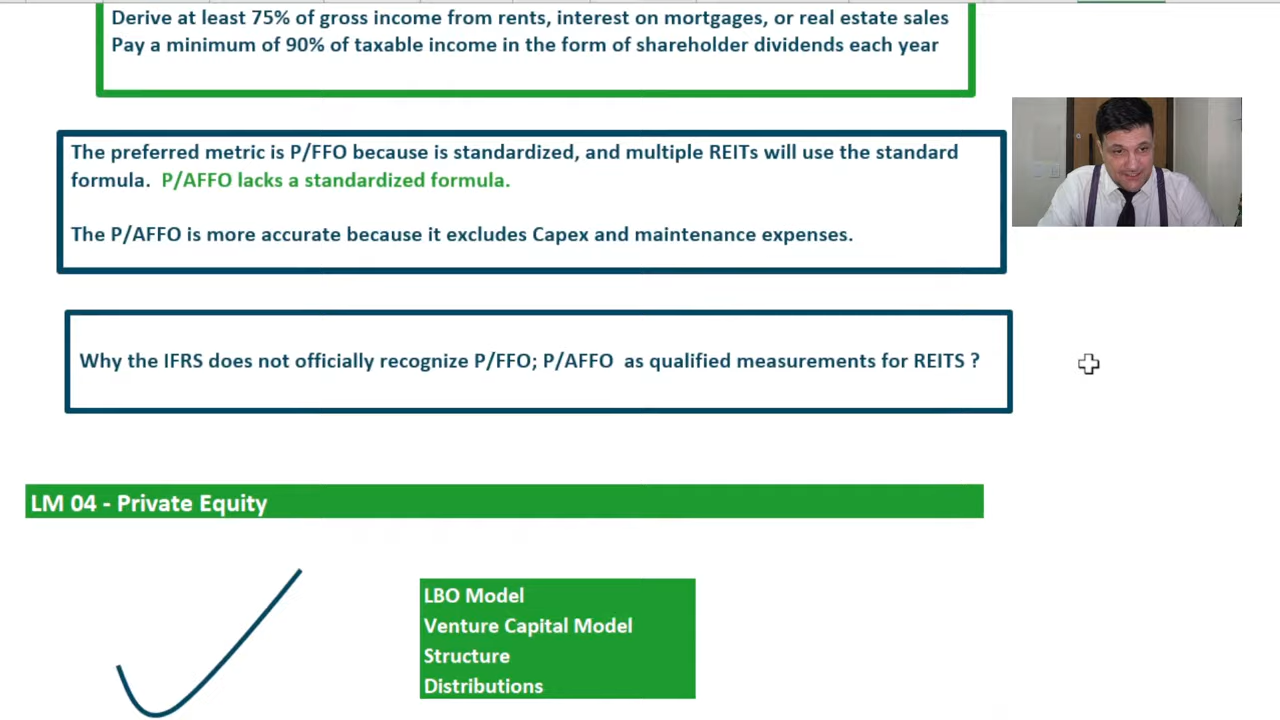 Derive at least 75% of gross income from rents, interest on mortgages, or real estate sales
Pay a minimum of 90% of taxable income in the form of shareholder dividends each year
The preferred metric is P/FFO because is standardized, and multiple REITs will use the standard
formula.  P/AFFO lacks a standardized formula.
The P/AFFO is more accurate because it excludes Capex and maintenance expenses.
Why the IFRS does not officially recognize P/FFO; P/AFFO  as qualified measurements for REITS ?
LM 04 - Private Equity
LBO Model
Venture Capital Model
Structure
Distributions